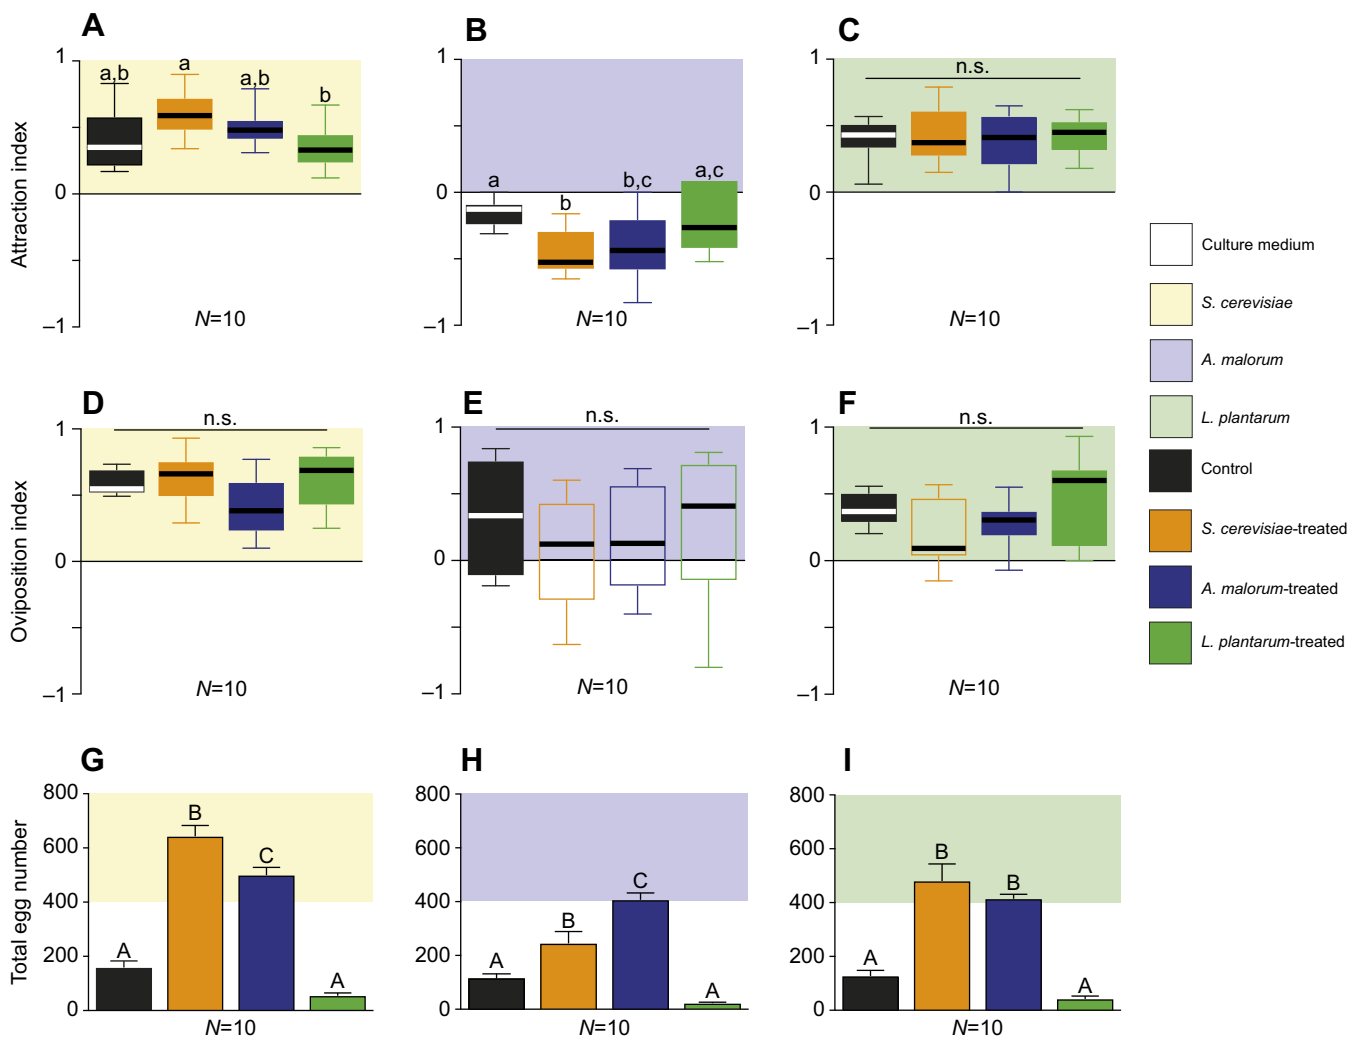 A
B
C
Attraction index
1
0
–1
a,b
a
a,b
b
N=10
1
0
–1
a
b
b,c
a,c
N=10
1
0
–1
n.s.
N=10
D
E
F
Oviposition index
1
0
–1
n.s.
N=10
1
0
–1
n.s.
N=10
1
0
–1
n.s.
N=10
G
H
I
Total egg number
800
600
400
200
0
A
B
C
A
N=10
800
600
400
200
0
A
B
C
A
N=10
800
600
400
200
0
A
B
B
A
N=10
Culture medium
S. cerevisiae
A. malorum
L. plantarum
Control
S. cerevisiae-treated
A. malorum-treated
L. plantarum-treated